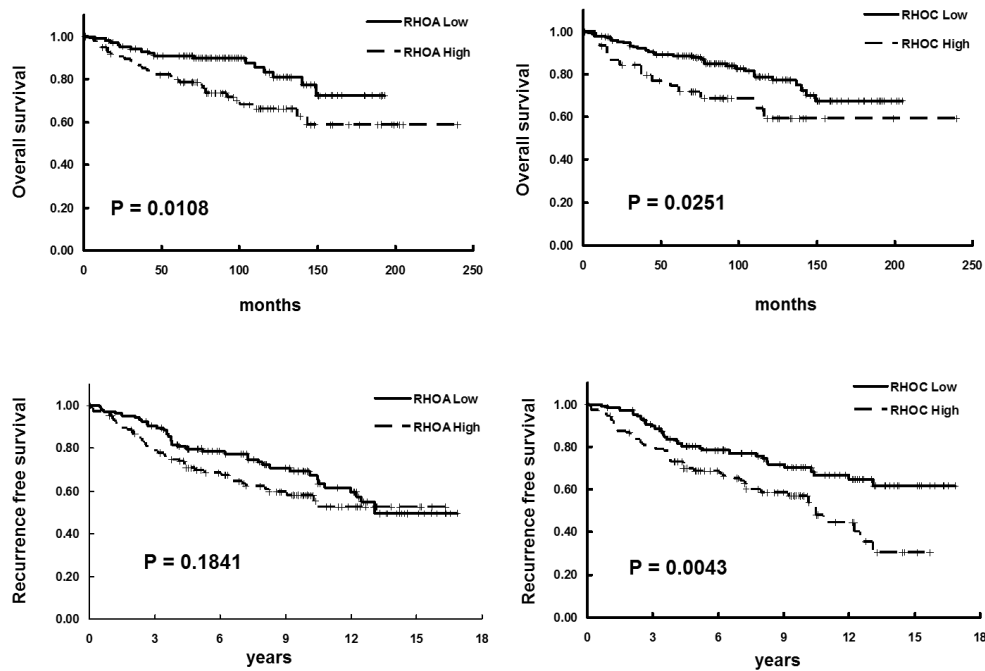 RHOA Low
RHOA High
1.00
0.80
0.60
0.40
0.20
0.00
Overall survival
P = 0.0108
0 50 100 150 200 250
months
RHOC Low
RHOC High
1.00
0.80
0.60
0.40
0.20
0.00
Overall survival
P = 0.0251
0 50 100 150 200 250
months
RHOA Low
RHOA High
1.00
0.80
0.60
0.40
0.20
0.00
Recurrence free survival
P = 0.1841
0 3 6 9 12 15 18
years
RHOC Low
RHOC High
1.00
0.80
0.60
0.40
0.20
0.00
Recurrence free survival
P = 0.0043
0 3 6 9 12 15 18
years